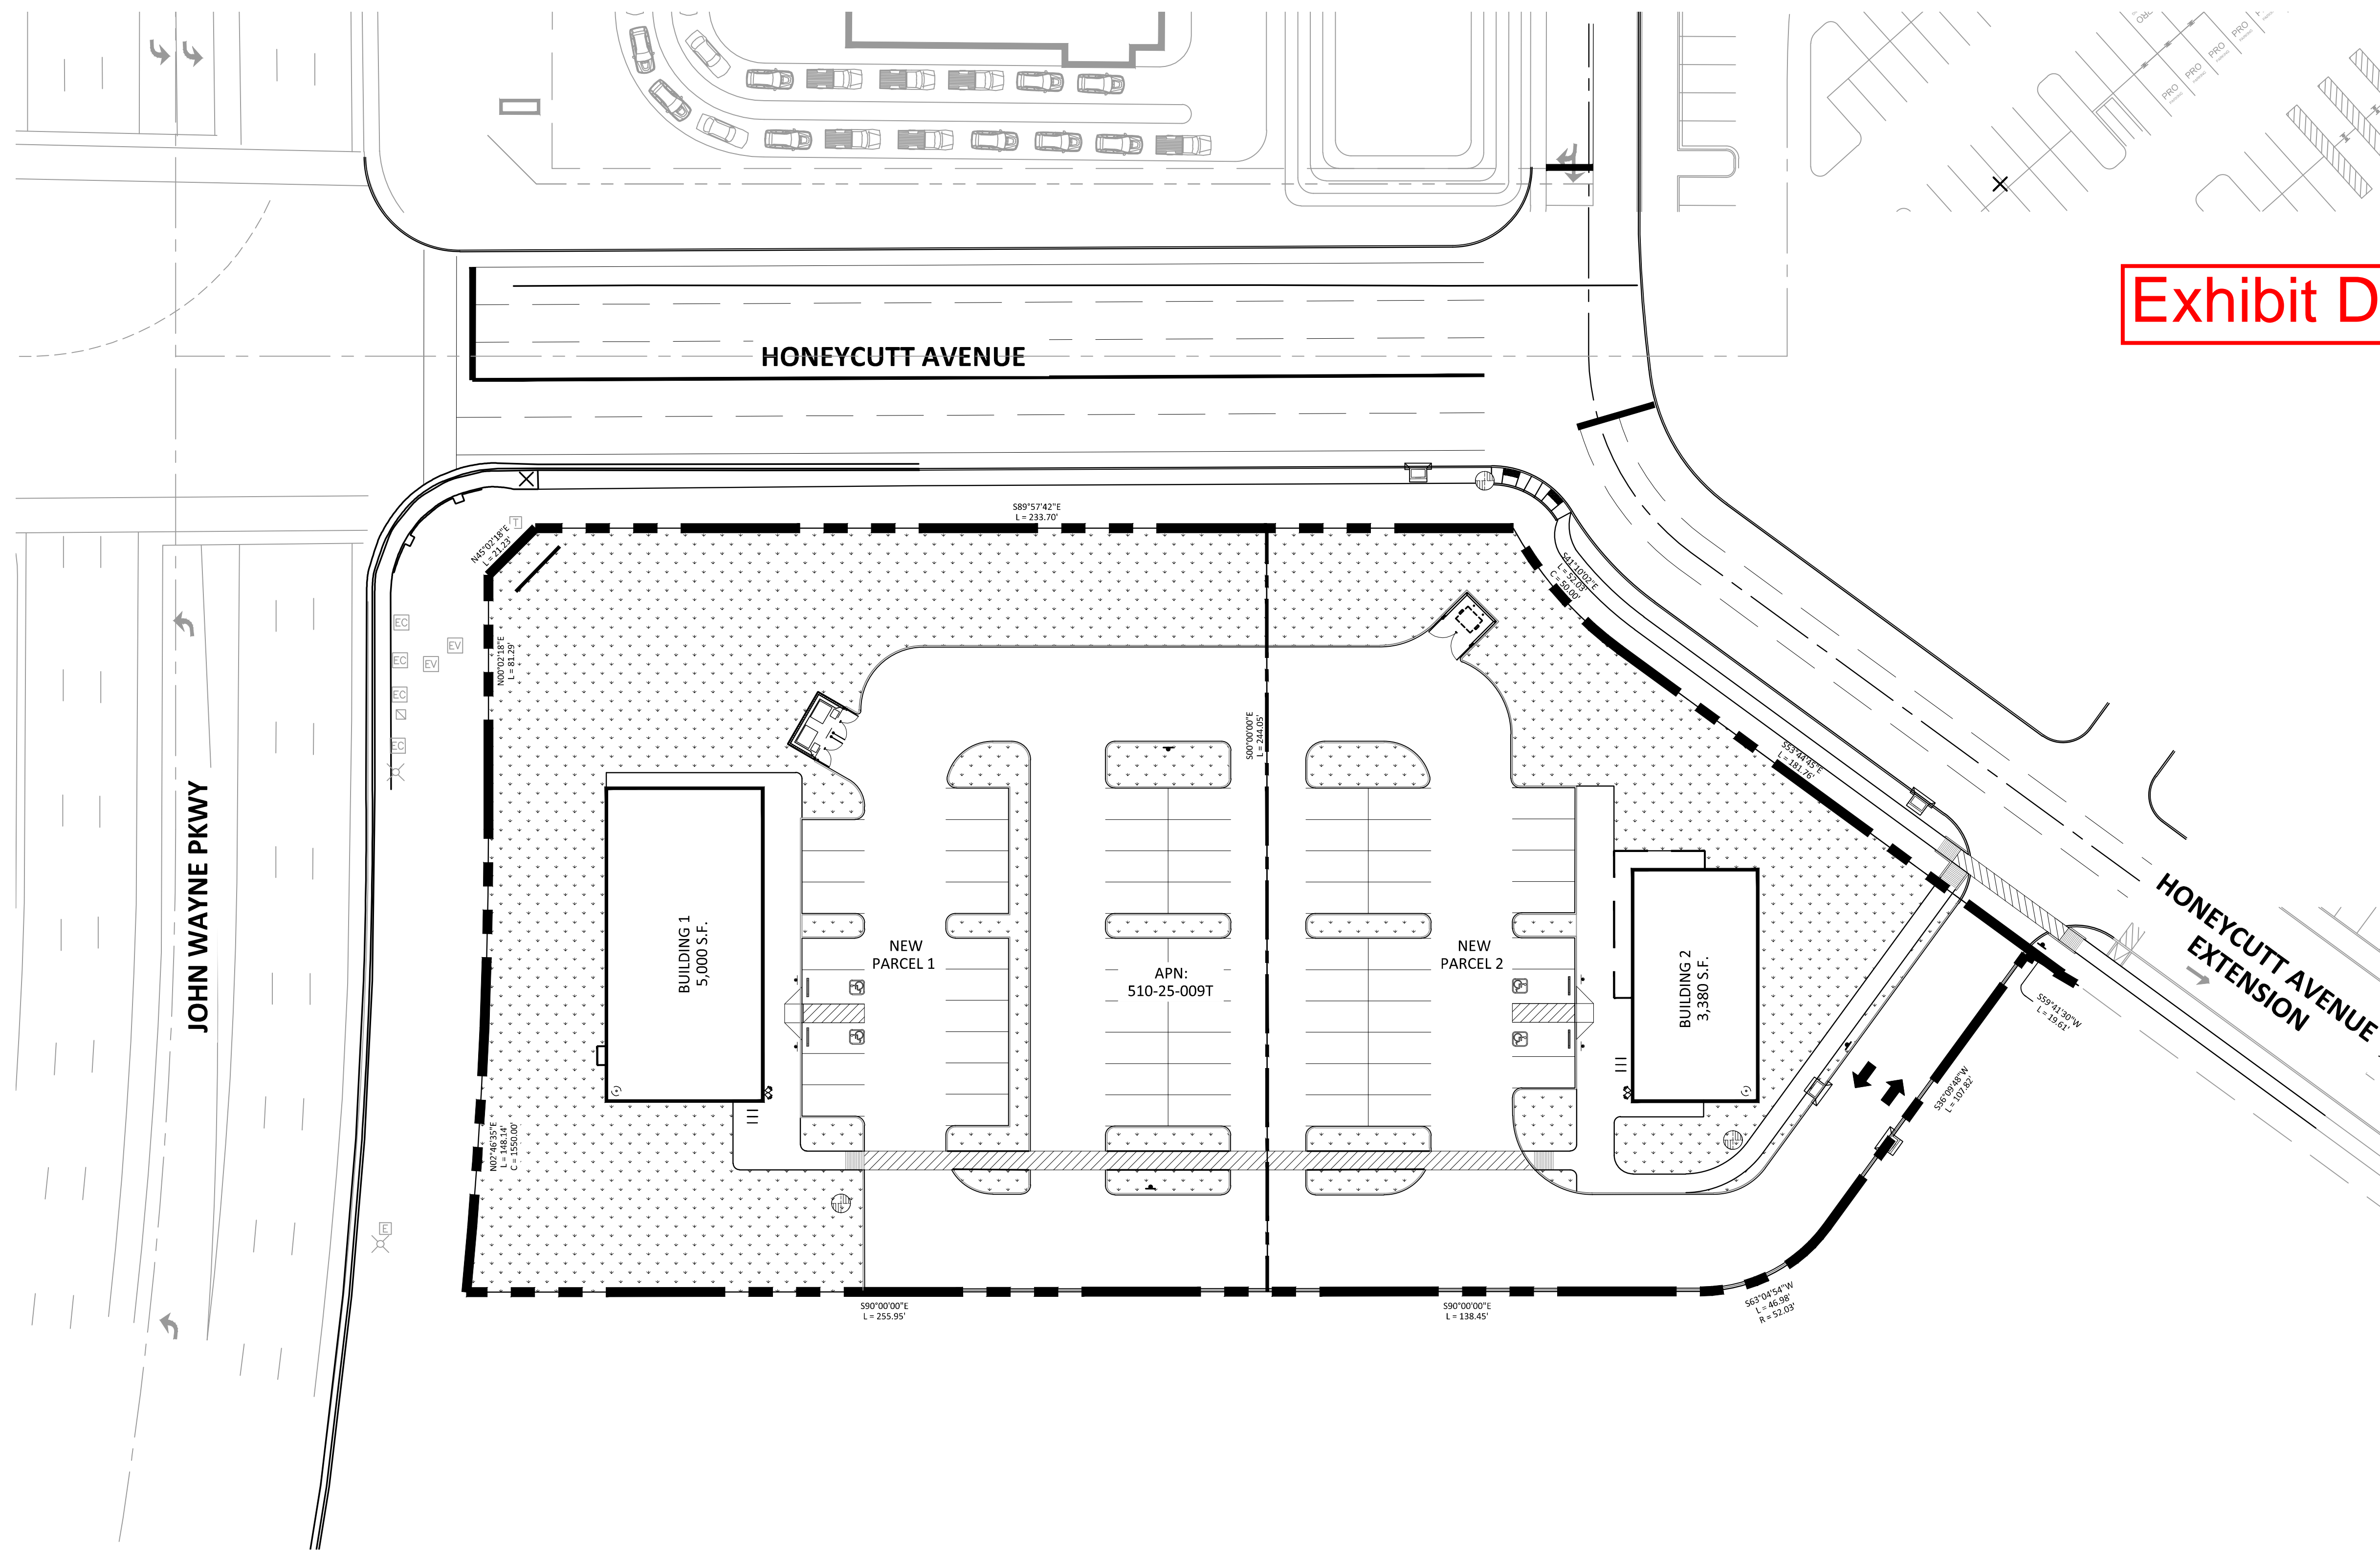 PRO
PRO
PRO
PRO
Exhibit D
HONEYCUTT AVENUE
S89°57'42"E
L = 233.70'
T
N45°02'18"E
L = 21.23'
S41°10'02"E
L = 52.03'
C = 50.00'
EC
EV
EC
EV
EC
EC
N00°02'18"E
L = 81.29'
S00°00'00"E
L = 244.05'
S53°44'45"E
L = 181.76'
JOHN WAYNE PKWY
BUILDING 1
5,000 S.F.
NEW
PARCEL 1
APN:
510-25-009T
NEW
PARCEL 2
BUILDING 2
3,380 S.F.
HONEYCUTT AVENUE
EXTENSION
S59°41'30"W
L = 19.61'
S36°09'48"W
L = 107.82'
N02°46'35"E
L = 148.14'
C = 1550.00'
E
S90°00'00"E
L = 255.95'
S90°00'00"E
L = 138.45'
S63°04'54"W
L = 46.98'
R = 52.03'